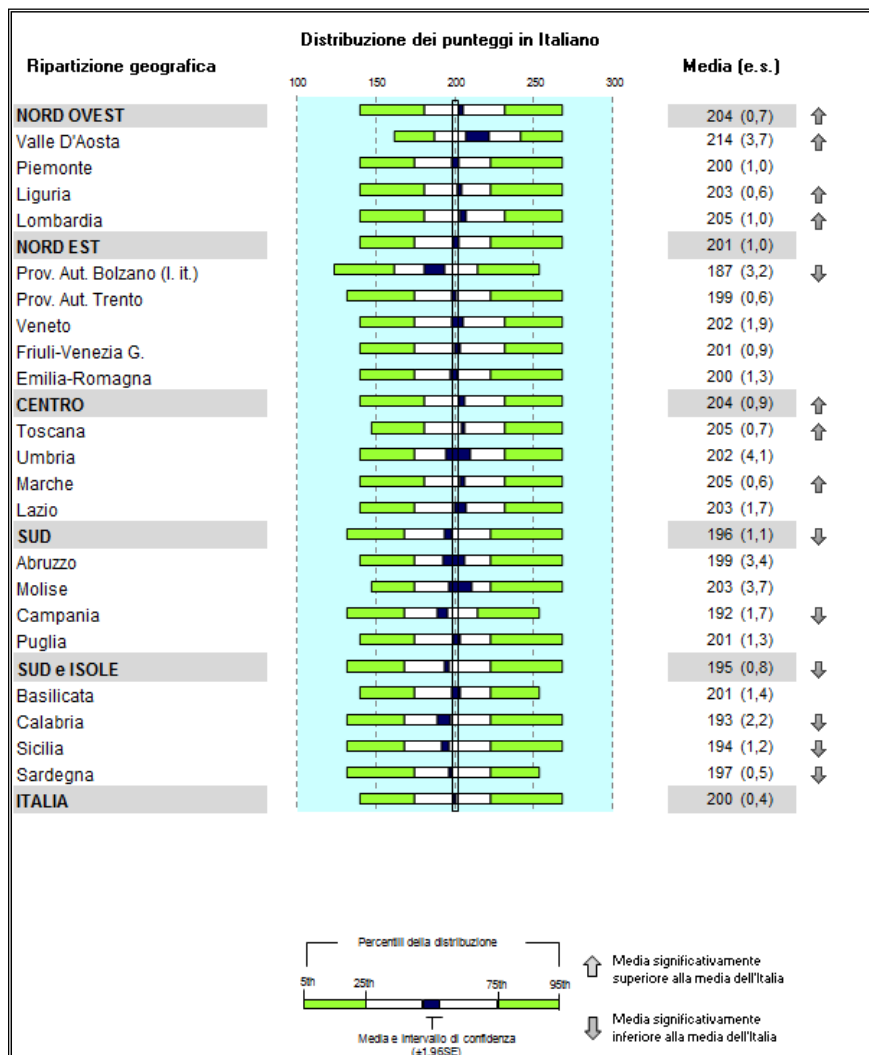 Distribuzione dei punteggi in Italiano
Ripartizione geografica Media (e.s.)
100 150 200 250 300
NORD OVEST 204 (0,7)
Valle D'Aosta 214 (3,7)
Piemonte 200 (1,0)
Liguria 203 (0,6)
Lombardia 205 (1,0)
NORD EST 201 (1,0)
Prov. Aut. Bolzano (l. it.) 187 (3,2)
Prov. Aut. Trento 199 (0,6)
Veneto 202 (1,9)
Friuli-Venezia G. 201 (0,9)
Emilia-Romagna 200 (1,3)
CENTRO 204 (0,9)
Toscana 205 (0,7)
Umbria 202 (4,1)
Marche 205 (0,6)
Lazio 203 (1,7)
SUD 196 (1,1)
Abruzzo 199 (3,4)
Molise 203 (3,7)
Campania 192 (1,7)
Puglia 201 (1,3)
SUD e ISOLE 195 (0,8)
Basilicata 201 (1,4)
Calabria 193 (2,2)
Sicilia 194 (1,2)
Sardegna 197 (0,5)
ITALIA 200 (0,4)
Percentili della distribuzione
5th 25th 75th 95th
Media e Intervallo di confidenza
(±1.96SE)
Media significativamente
superiore alla media dell'Italia
Media significativamente
inferiore alla media dell'Italia